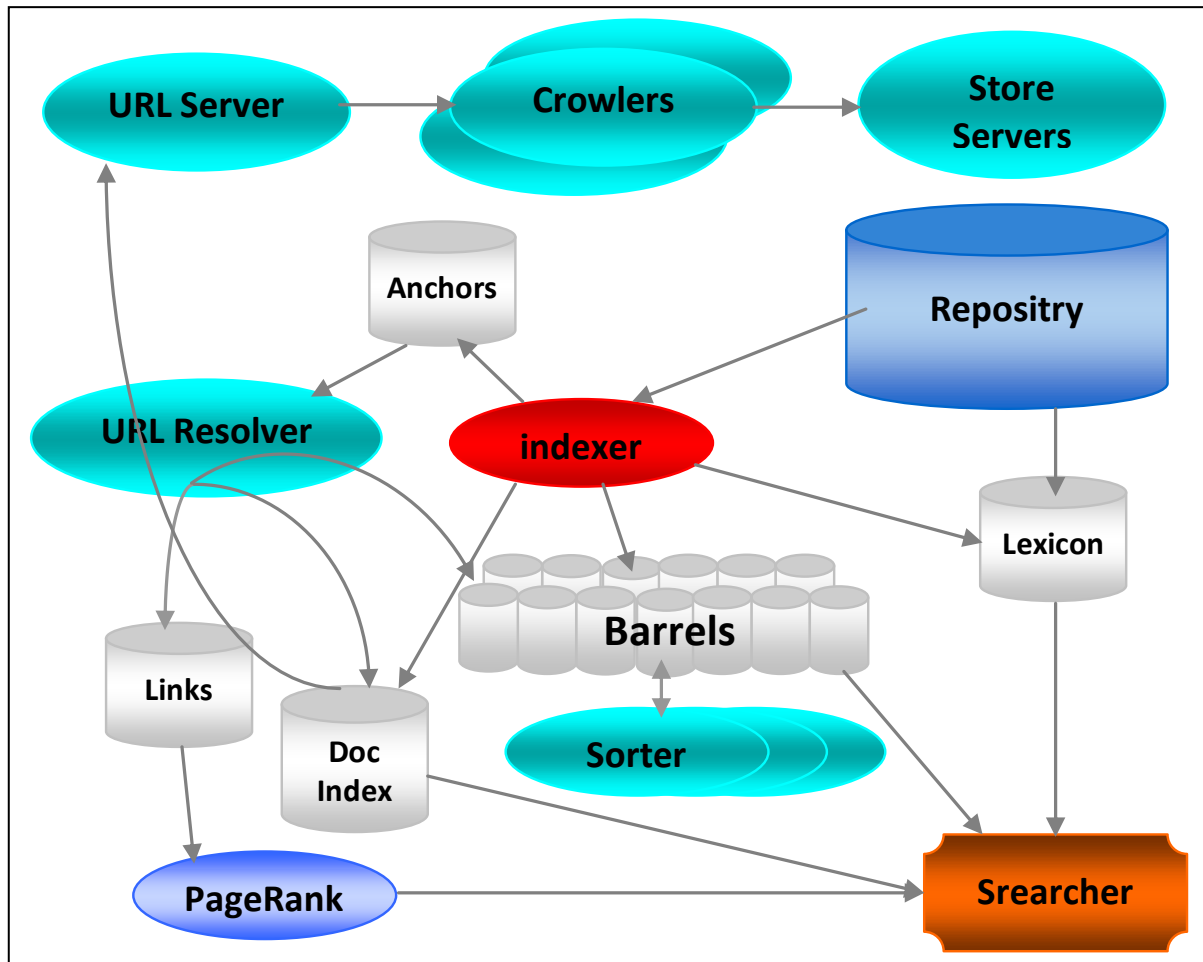 URL Server
Crowlers
Store
Servers
Anchors
Repositry
URL Resolver
indexer
Lexicon
Barrels
Links
Sorter
Doc
Index
PageRank
Srearcher